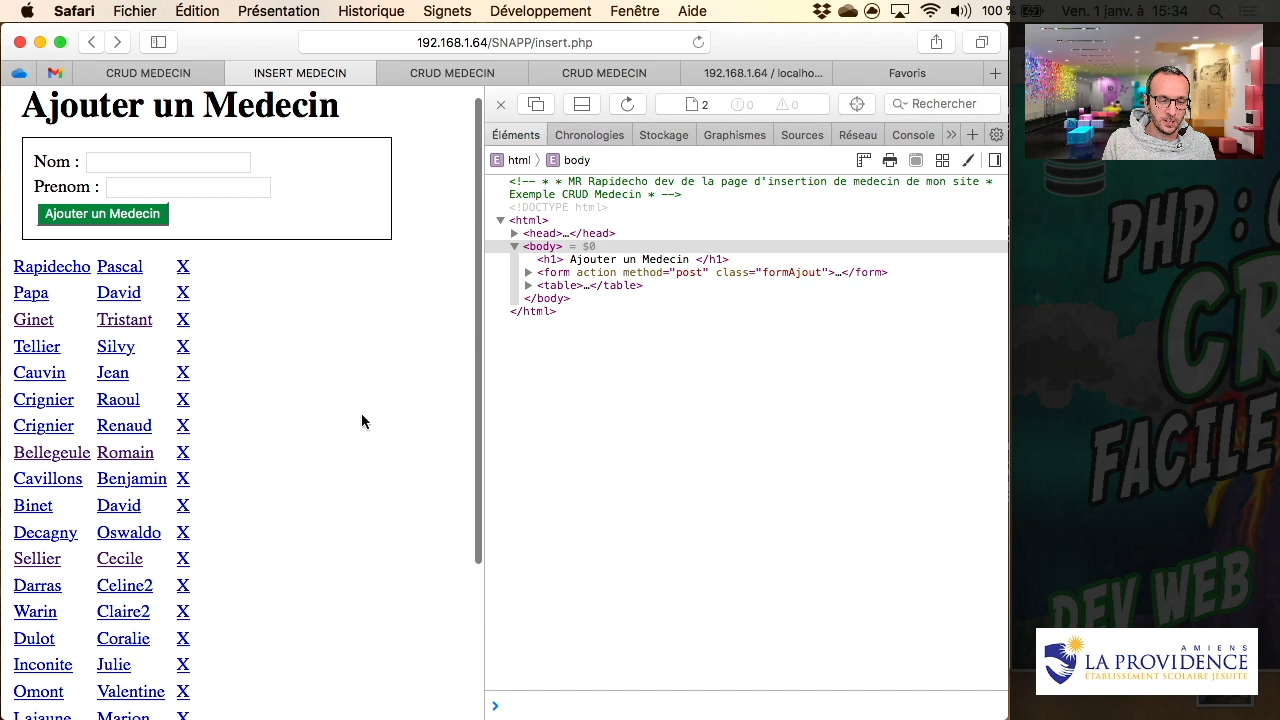 Safari Fichier Édition Présentation Historique Signets Développement Fenêtre Aide 100 % Ven. 1 janv. à 15:34
192.168.1.64/SNAPP/insert.php
CRUD MEDECIN INSERT MEDECIN CRUD MEDECIN CRUD MEDECIN 192.168.1.64 / localho... Favoris +
Ajouter un Medecin
Nom :
Prenom :
Ajouter un Medecin
Rapidecho Pascal X
Papa David X
Ginet Tristant X
Tellier Silvy X
Cauvin Jean X
Crignier Raoul X
Crignier Renaud X
Bellegeule Romain X
Cavillons Benjamin X
Binet David X
Decagny Oswaldo X
Sellier Cecile X
Darras Celine2 X
Warin Claire2 X
Dulot Coralie X
Inconite Julie X
Omont Valentine X
Lajaune Marion X
2 0 0 Rechercher
Éléments Chronologies Stockage Graphismes Sources Réseau Console
E html E body
<!-- * * MR Rapidecho dev de la page d'insertion de medecin de mon site *
Exemple CRUD Medecin * -->
<!DOCTYPE html>
<html>
<head>…</head>
<body> = $0
<h1> Ajouter un Medecin </h1>
<form action method="post" class="formAjout">…</form>
<table>…</table>
</body>
</html>
PHP : C
CR
FACILE
DEV WEB
AMIENS
LA PROVIDENCE
ETABLISSEMENT SCOLAIRE JÉSUITE